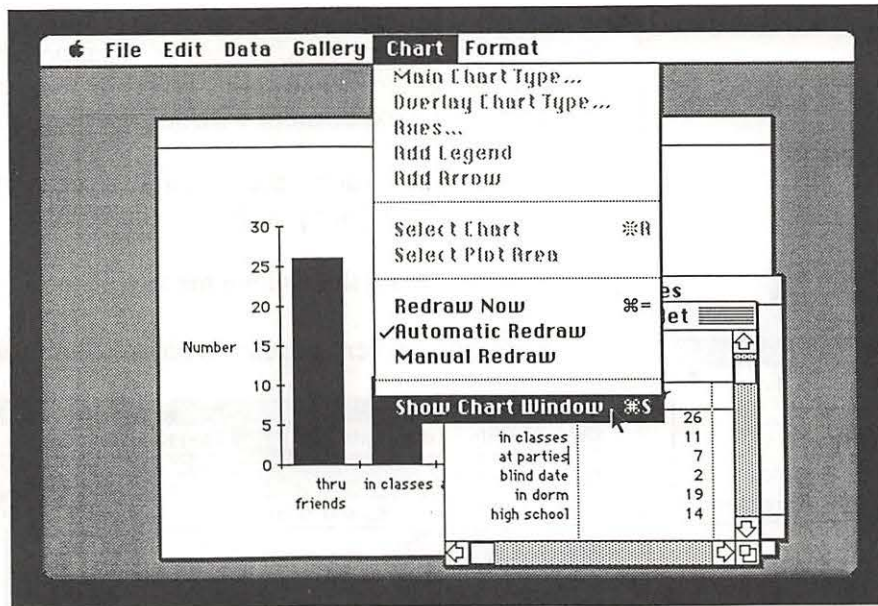 File Edit Data Gallery Chart Format
Main Chart Type...
Overlay Chart Type...
Axes...
Add Legend
Add Arrow
Select Chart ⌘A
Select Plot Area
Redraw Now ⌘=
✓Automatic Redraw
Manual Redraw
Show Chart Window ⌘S
30
25
20
Number 15
10
5
0
thru friends
in classes
es
let
26
in classes 11
at parties 7
blind date 2
in dorm 19
high school 14